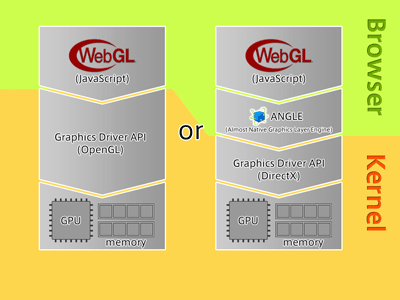 WebGL
(JavaScript)
Graphics Driver API
(OpenGL)
GPU
memory
or
WebGL
(JavaScript)
ANGLE
(Almost Native Graphics Layer Engine)
Graphics Driver API
(DirectX)
GPU
memory
Browser
Kernel